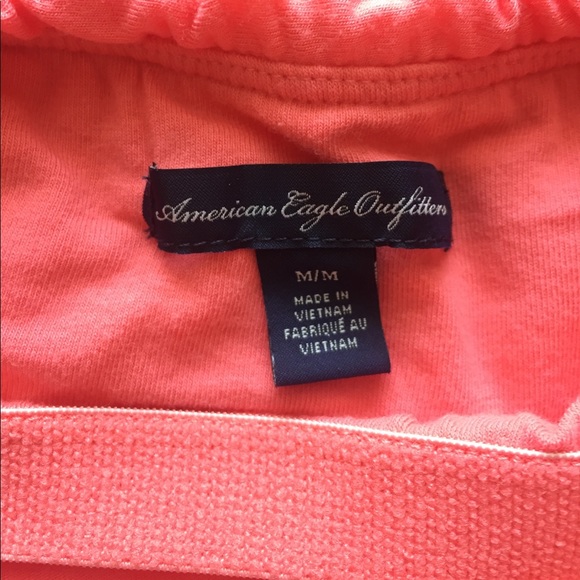 American Eagle Outfitters
M/M
MADE IN
VIETNAM
FABRIQUÉ AU
VIETNAM